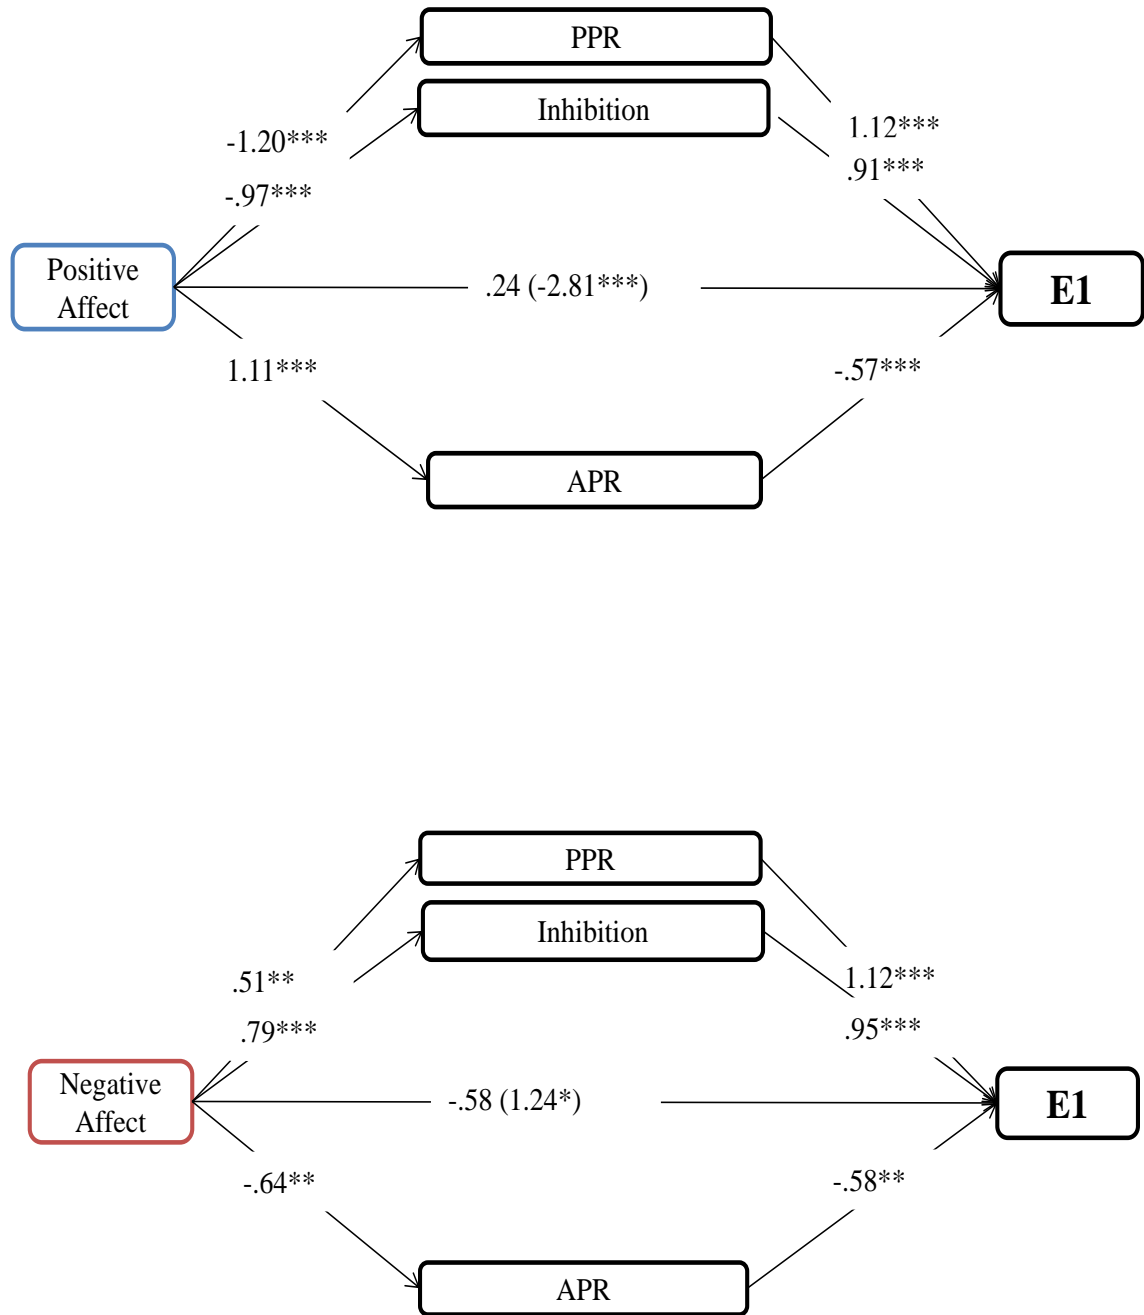 PPR
Inhibition
-1.20***
1.12***
-.97***
.91***
Positive
Affect
.24 (-2.81***)
E1
1.11***
-.57***
APR
PPR
Inhibition
.51**
1.12***
.79***
.95***
Negative
Affect
-.58 (1.24*)
E1
-.64**
-.58**
APR